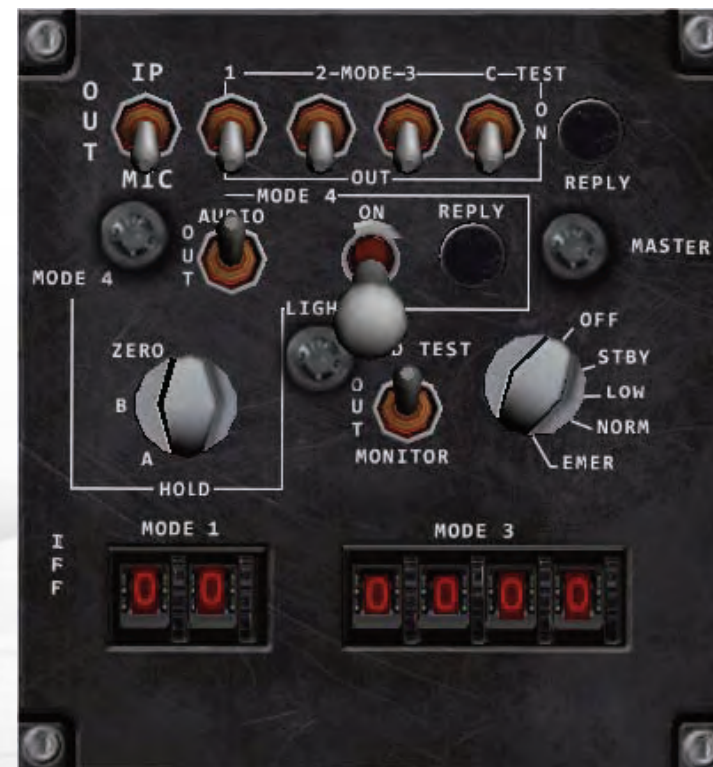 IP
1 2-MODE-3 C-TEST
OUT
ON
MIC
OUT
REPLY
MODE 4
AUDIO
ON
REPLY
OUT
MASTER
MODE 4
OFF
ZERO
TEST
STBY
B
OUT
LOW
NORM
A
MONITOR
EMER
HOLD
MODE 1
MODE 3
IFF
0 0
0 0 0 0